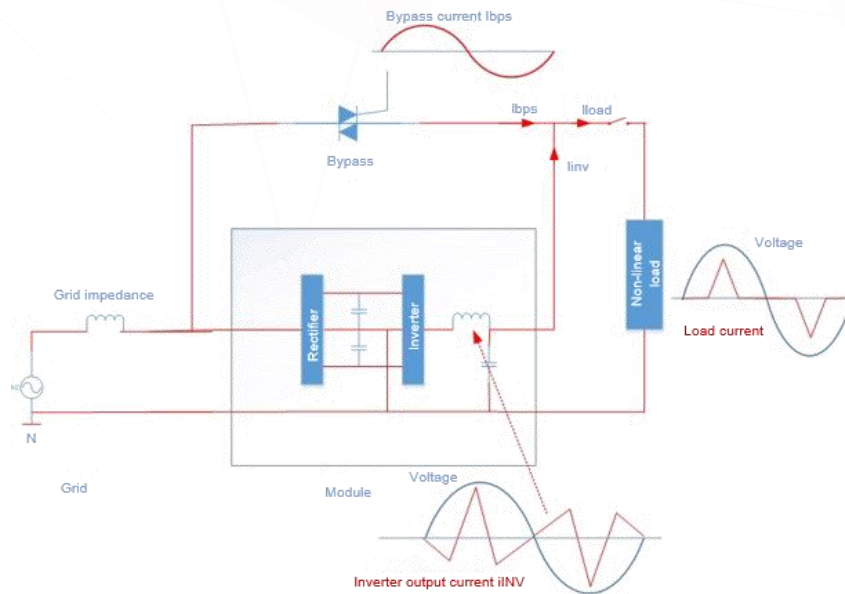 Bypass current Ibps
Ibps
Iload
Bypass
Iinv
Grid impedance
Rectifier
Inverter
Non-linear
load
Voltage
Load current
N
Grid
Module
Voltage
Inverter output current iINV